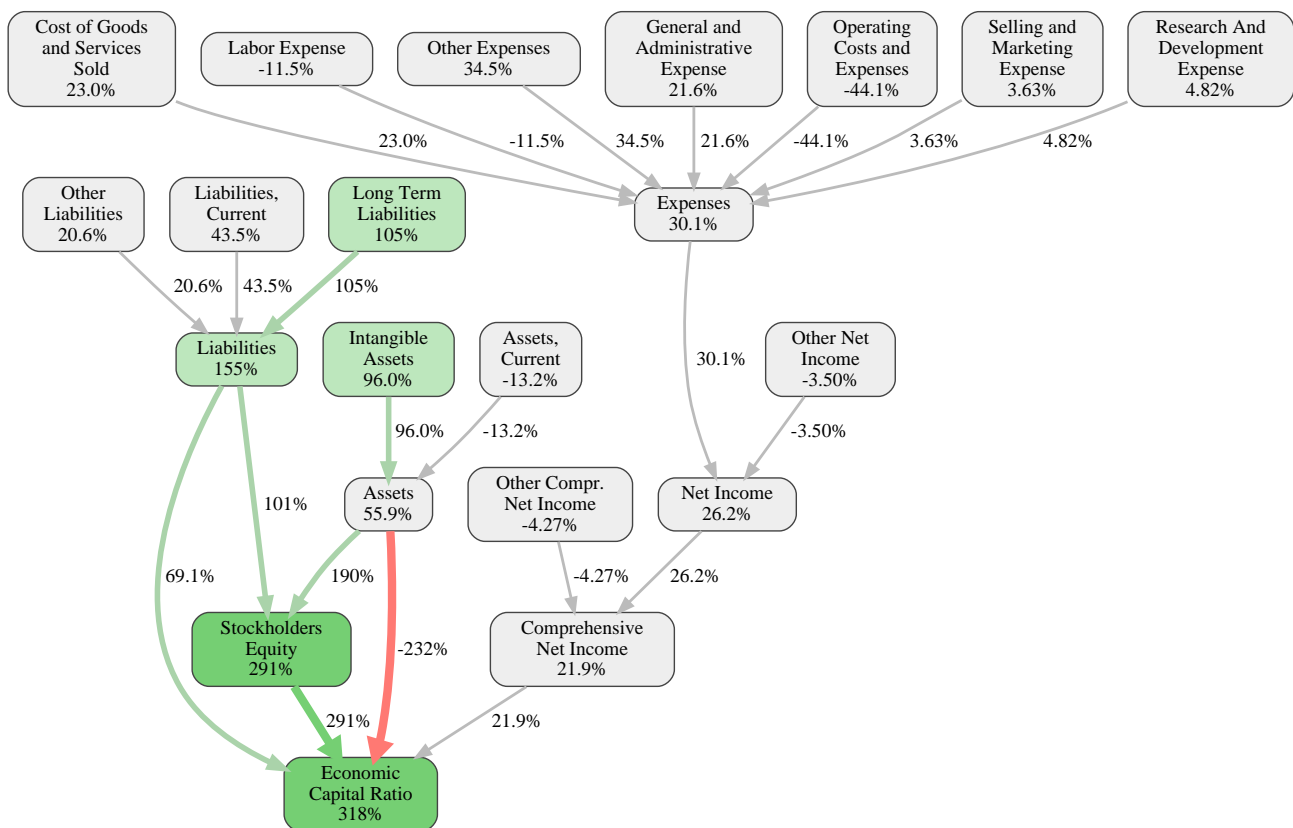 Cost of Goods
and Services
Sold
23.0%
Labor Expense
-11.5%
Other Expenses
34.5%
General and
Administrative
Expense
21.6%
Operating
Costs and
Expenses
-44.1%
Selling and
Marketing
Expense
3.63%
Research And
Development
Expense
4.82%
23.0%
-11.5%
34.5%
21.6%
-44.1%
3.63%
4.82%
Other
Liabilities
20.6%
Liabilities,
Current
43.5%
Long Term
Liabilities
105%
Expenses
30.1%
20.6%
43.5%
105%
Liabilities
155%
Intangible
Assets
96.0%
Assets,
Current
-13.2%
30.1%
Other Net
Income
-3.50%
96.0%
-13.2%
-3.50%
101%
Assets
55.9%
Other Compr.
Net Income
-4.27%
Net Income
26.2%
69.1%
190%
-232%
-4.27%
26.2%
Stockholders
Equity
291%
Comprehensive
Net Income
21.9%
291%
21.9%
Economic
Capital Ratio
318%